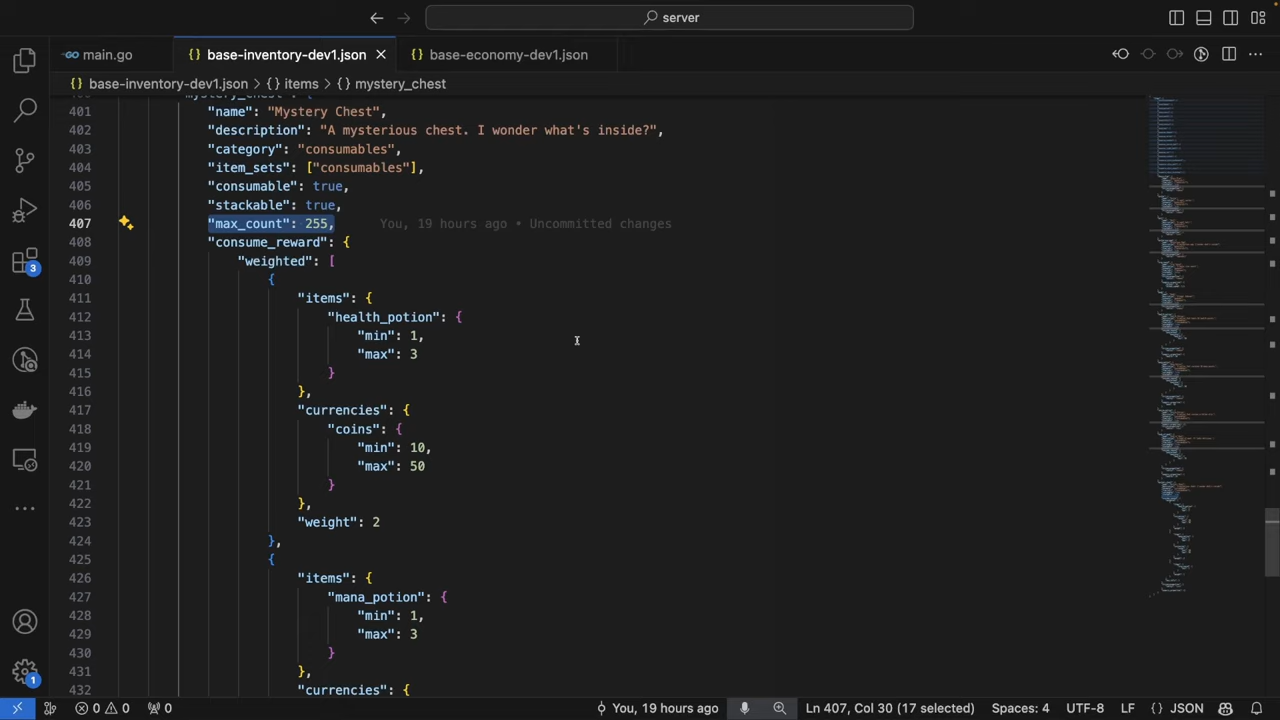 server
main.go
{} base-inventory-dev1.json
{} base-economy-dev1.json
{} base-inventory-dev1.json > {} items > {} mystery_chest
401 "name": "Mystery Chest",
402 "description": "A mysterious chest. I wonder what's inside?",
403 "category": "consumables",
404 "item_sets": ["consumables"],
405 "consumable": true,
406 "stackable": true,
407 "max_count": 255, You, 19 hours ago • Uncommitted changes
408 "consume_reward": {
409 "weighted": [
410 {
411 "items": {
412 "health_potion": {
413 "min": 1,
414 "max": 3
415 }
416 },
417 "currencies": {
418 "coins": {
419 "min": 10,
420 "max": 50
421 }
422 },
423 "weight": 2
424 },
425 {
426 "items": {
427 "mana_potion": {
428 "min": 1,
429 "max": 3
430 }
431 },
432 "currencies": {
3
1
0 0 0 You, 19 hours ago Ln 407, Col 30 (17 selected) Spaces: 4 UTF-8 LF {} JSON